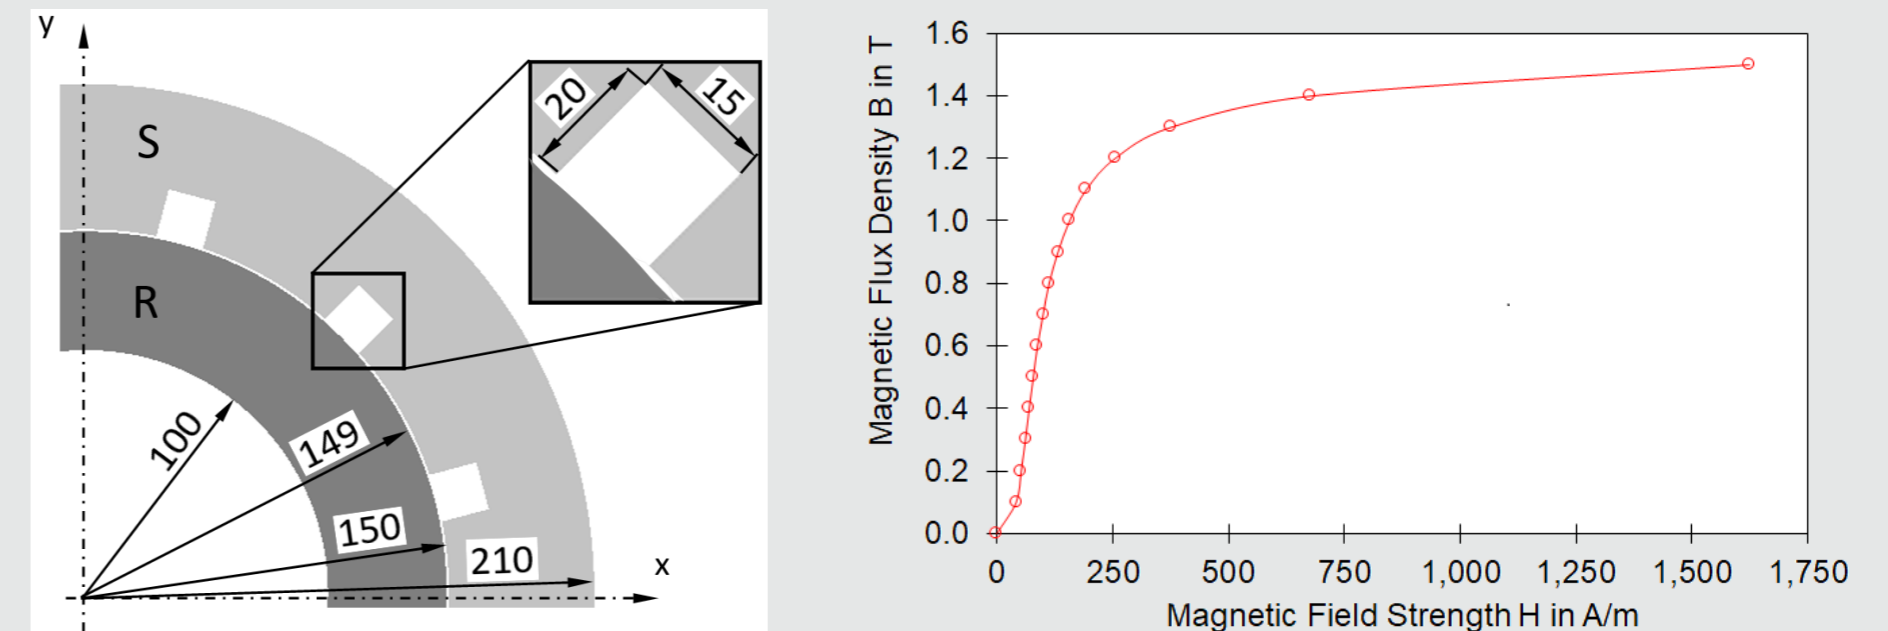 y
S
R
20
15
100
149
150
210
x
Magnetic Flux Density B in T
1.6
1.4
1.2
1.0
0.8
0.6
0.4
0.2
0.0
0 250 500 750 1,000 1,250 1,500 1,750
Magnetic Field Strength H in A/m